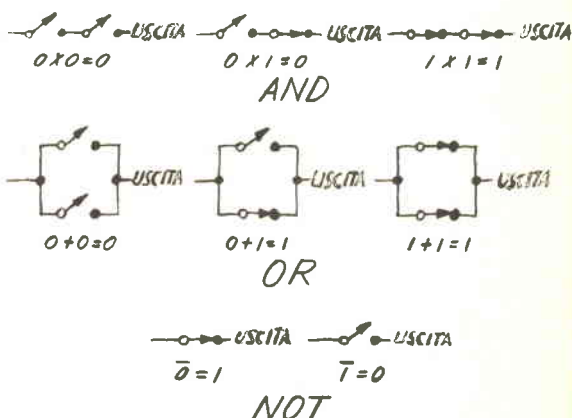 USCITA USCITA USCITA
0 x 0 = 0 0 x 1 = 0 1 x 1 = 1
AND
USCITA USCITA USCITA
0+0=0 0+1=1 1+1=1
OR
USCITA USCITA
0̅ = 1 1̅ = 0
NOT